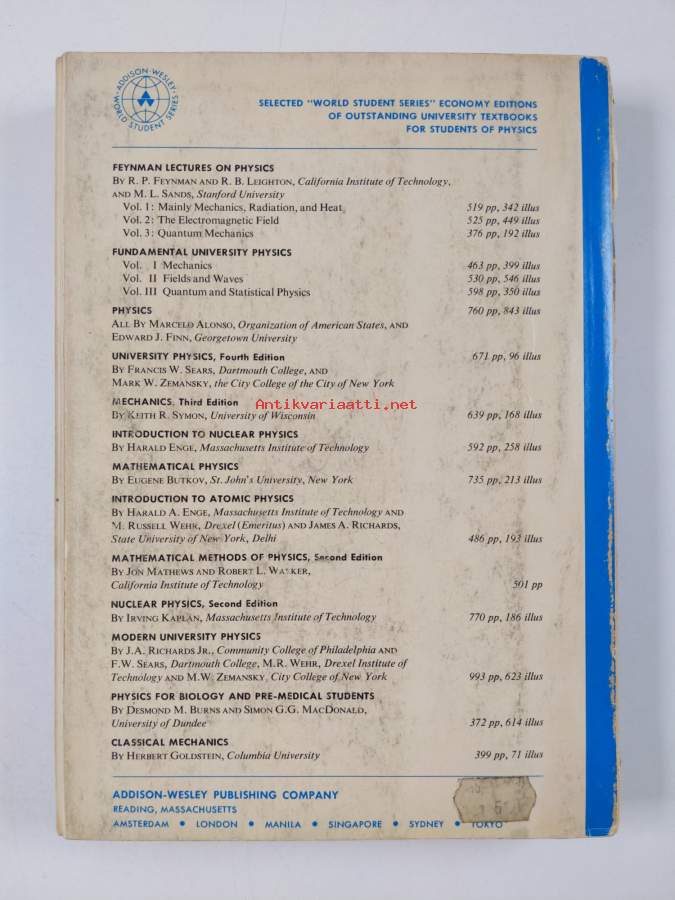 ADDISON-WESLEY
WORLD STUDENT SERIES
SELECTED "WORLD STUDENT SERIES" ECONOMY EDITIONS
OF OUTSTANDING UNIVERSITY TEXTBOOKS
FOR STUDENTS OF PHYSICS
FEYNMAN LECTURES ON PHYSICS
BY R. P. FEYNMAN AND R. B. LEIGHTON, California Institute of Technology,
AND M. L. SANDS, Stanford University
Vol. 1: Mainly Mechanics, Radiation, and Heat 519 pp, 342 illus
Vol. 2: The Electromagnetic Field 525 pp, 449 illus
Vol. 3: Quantum Mechanics 376 pp, 192 illus
FUNDAMENTAL UNIVERSITY PHYSICS
Vol. I Mechanics 463 pp, 399 illus
Vol. II Fields and Waves 530 pp, 546 illus
Vol. III Quantum and Statistical Physics 598 pp, 350 illus
PHYSICS 760 pp, 843 illus
ALL BY MARCELO ALONSO, Organization of American States, AND
EDWARD J. FINN, Georgetown University
UNIVERSITY PHYSICS, Fourth Edition 671 pp, 96 illus
BY FRANCIS W. SEARS, Dartmouth College, AND
MARK W. ZEMANSKY, the City College of the City of New York
MECHANICS, Third Edition
Antikvariaatti.net
BY KEITH R. SYMON, University of Wisconsin 639 pp, 168 illus
INTRODUCTION TO NUCLEAR PHYSICS
BY HARALD ENGE, Massachusetts Institute of Technology 592 pp, 258 illus
MATHEMATICAL PHYSICS
BY EUGENE BUTKOV, St. John's University, New York 735 pp, 213 illus
INTRODUCTION TO ATOMIC PHYSICS
BY HARALD A. ENGE, Massachusetts Institute of Technology AND
M. RUSSELL WEHR, Drexel (Emeritus) AND JAMES A. RICHARDS,
State University of New York, Delhi 486 pp, 193 illus
MATHEMATICAL METHODS OF PHYSICS, Second Edition
BY JON MATHEWS AND ROBERT L. WALKER,
California Institute of Technology 501 pp
NUCLEAR PHYSICS, Second Edition
BY IRVING KAPLAN, Massachusetts Institute of Technology 770 pp, 186 illus
MODERN UNIVERSITY PHYSICS
BY J.A. RICHARDS JR., Community College of Philadelphia AND
F.W. SEARS, Dartmouth College, M.R. WEHR, Drexel Institute of
Technology AND M.W. ZEMANSKY, City College of New York 993 pp, 623 illus
PHYSICS FOR BIOLOGY AND PRE-MEDICAL STUDENTS
BY DESMOND M. BURNS AND SIMON G.G. MACDONALD,
University of Dundee 372 pp, 614 illus
CLASSICAL MECHANICS
BY HERBERT GOLDSTEIN, Columbia University 399 pp, 71 illus
ADDISON-WESLEY PUBLISHING COMPANY
READING, MASSACHUSETTS
AMSTERDAM • LONDON • MANILA • SINGAPORE • SYDNEY • TOKYO